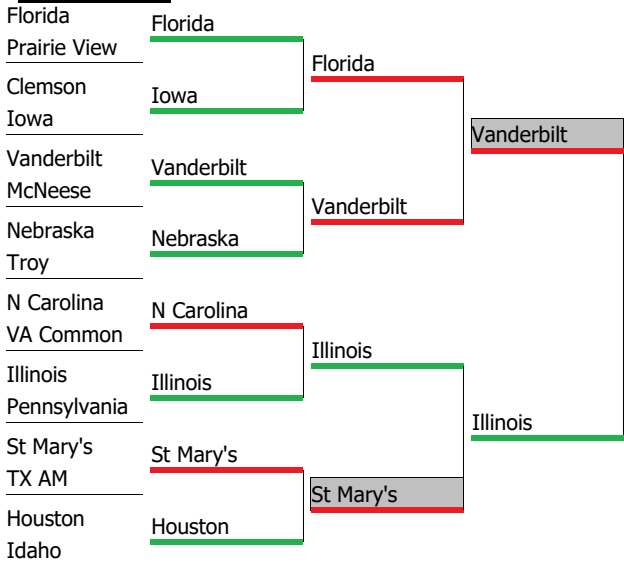 Florida
Prairie View
Clemson
Iowa
Vanderbilt
McNeese
Nebraska
Troy
N Carolina
VA Common
Illinois
Pennsylvania
St Mary's
TX AM
Houston
Idaho
Florida
Iowa
Vanderbilt
Nebraska
N Carolina
Illinois
St Mary's
Houston
Florida
Vanderbilt
Illinois
St Mary's
Vanderbilt
Illinois